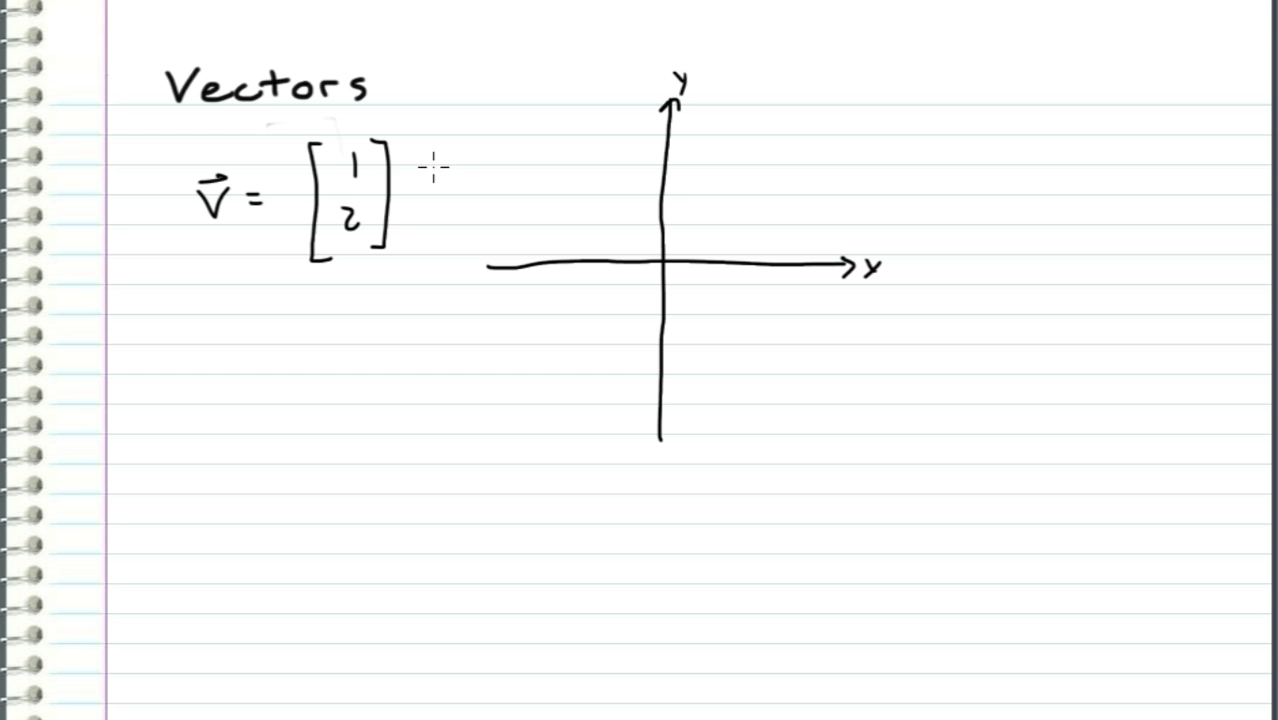 Vectors
y
v⃗ = [1
2]
x